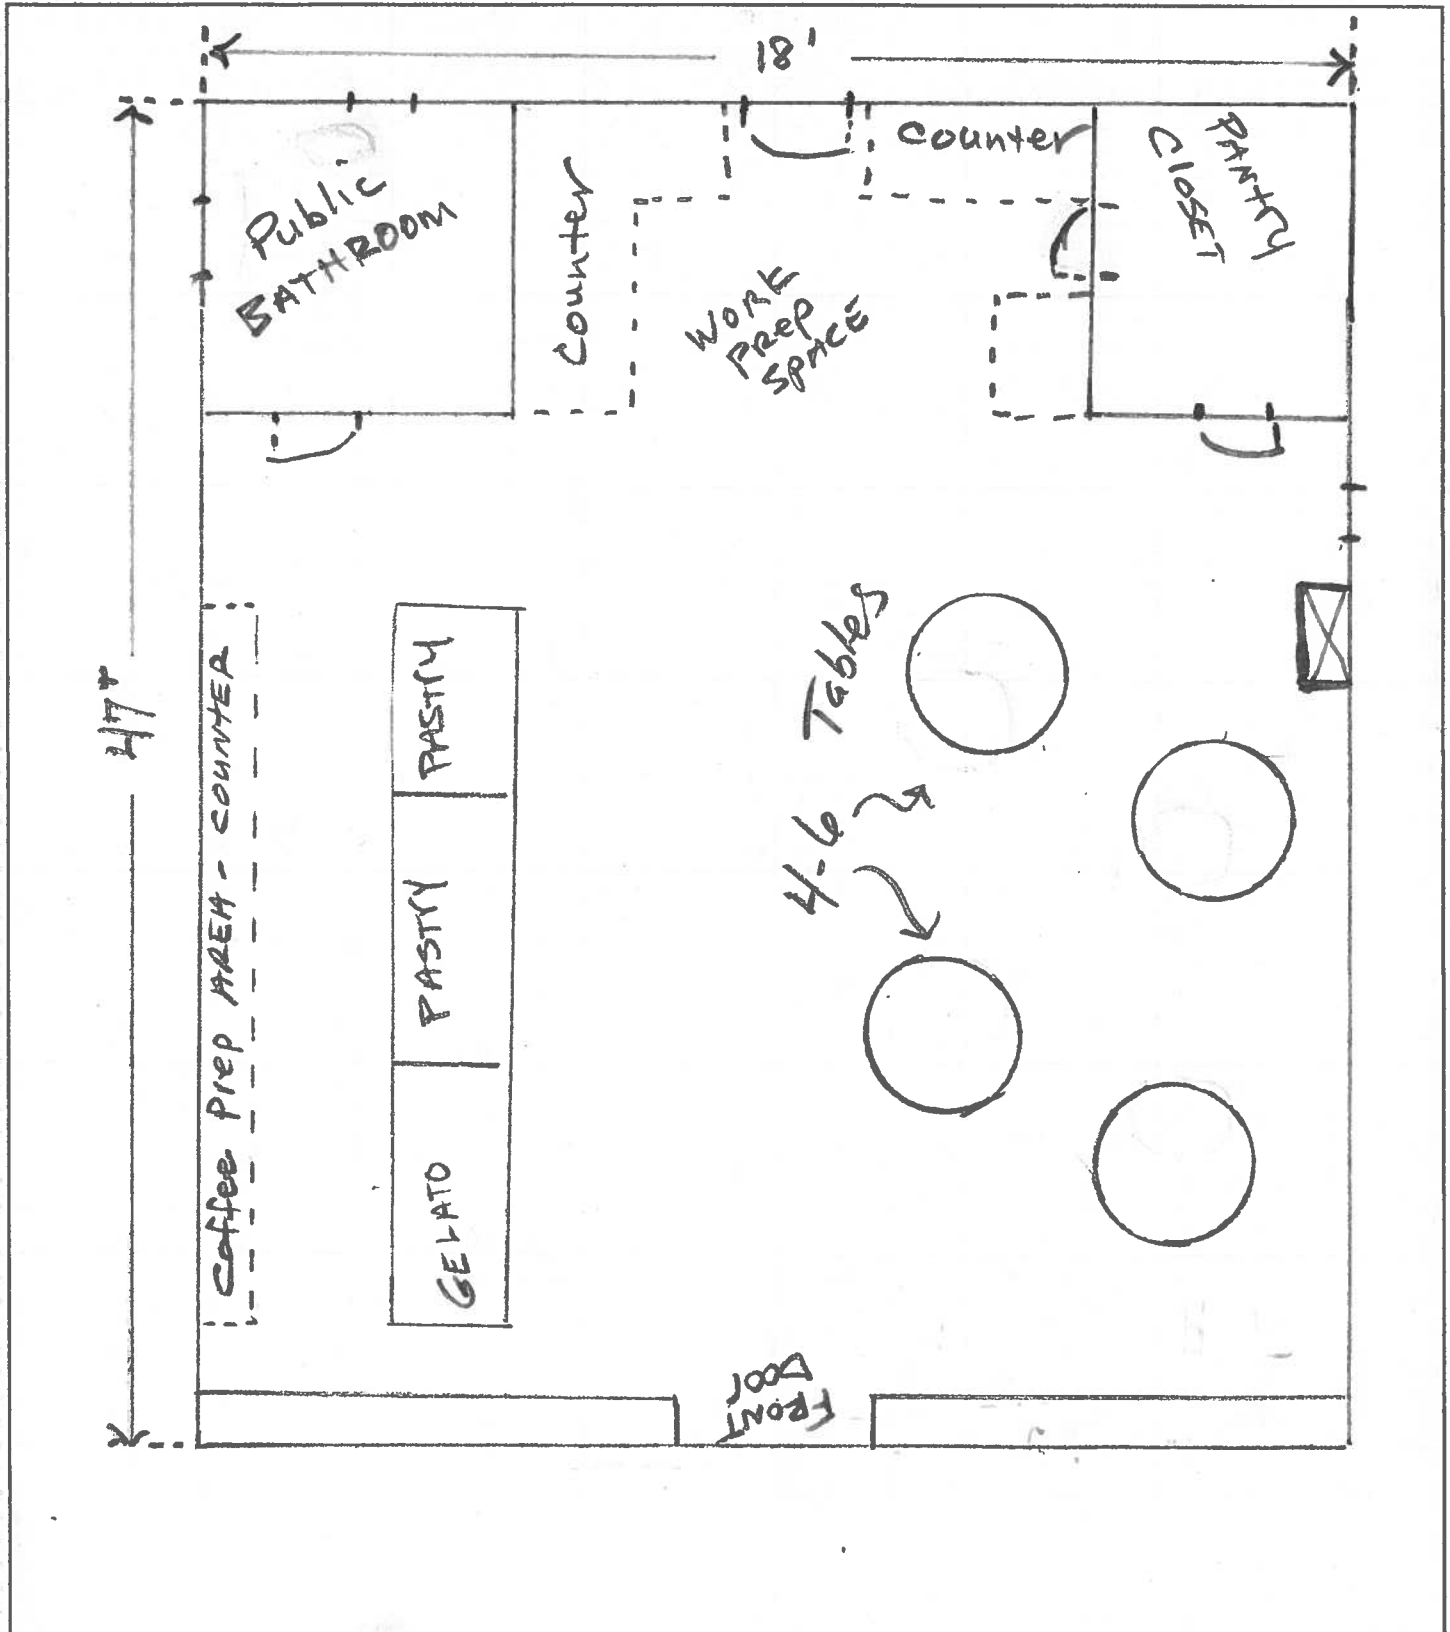 18'
Public
BATHROOM
Counter
Counter
PANtry
CloSET
WORK
PREP
SPACE
47'
Coffee Prep AREA - COUNTER
PASTRY
PASTRY
GELATO
Tables
4-6
FRONT
DOOR